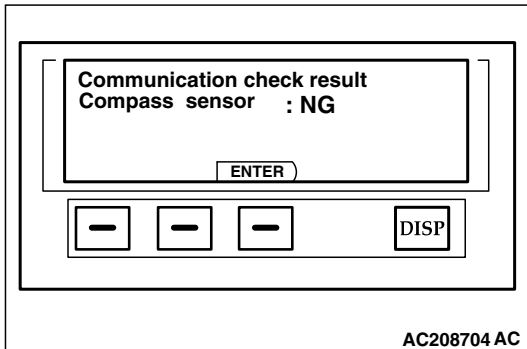 Communication check result
Compass sensor : NG
ENTER
DISP
AC208704 AC